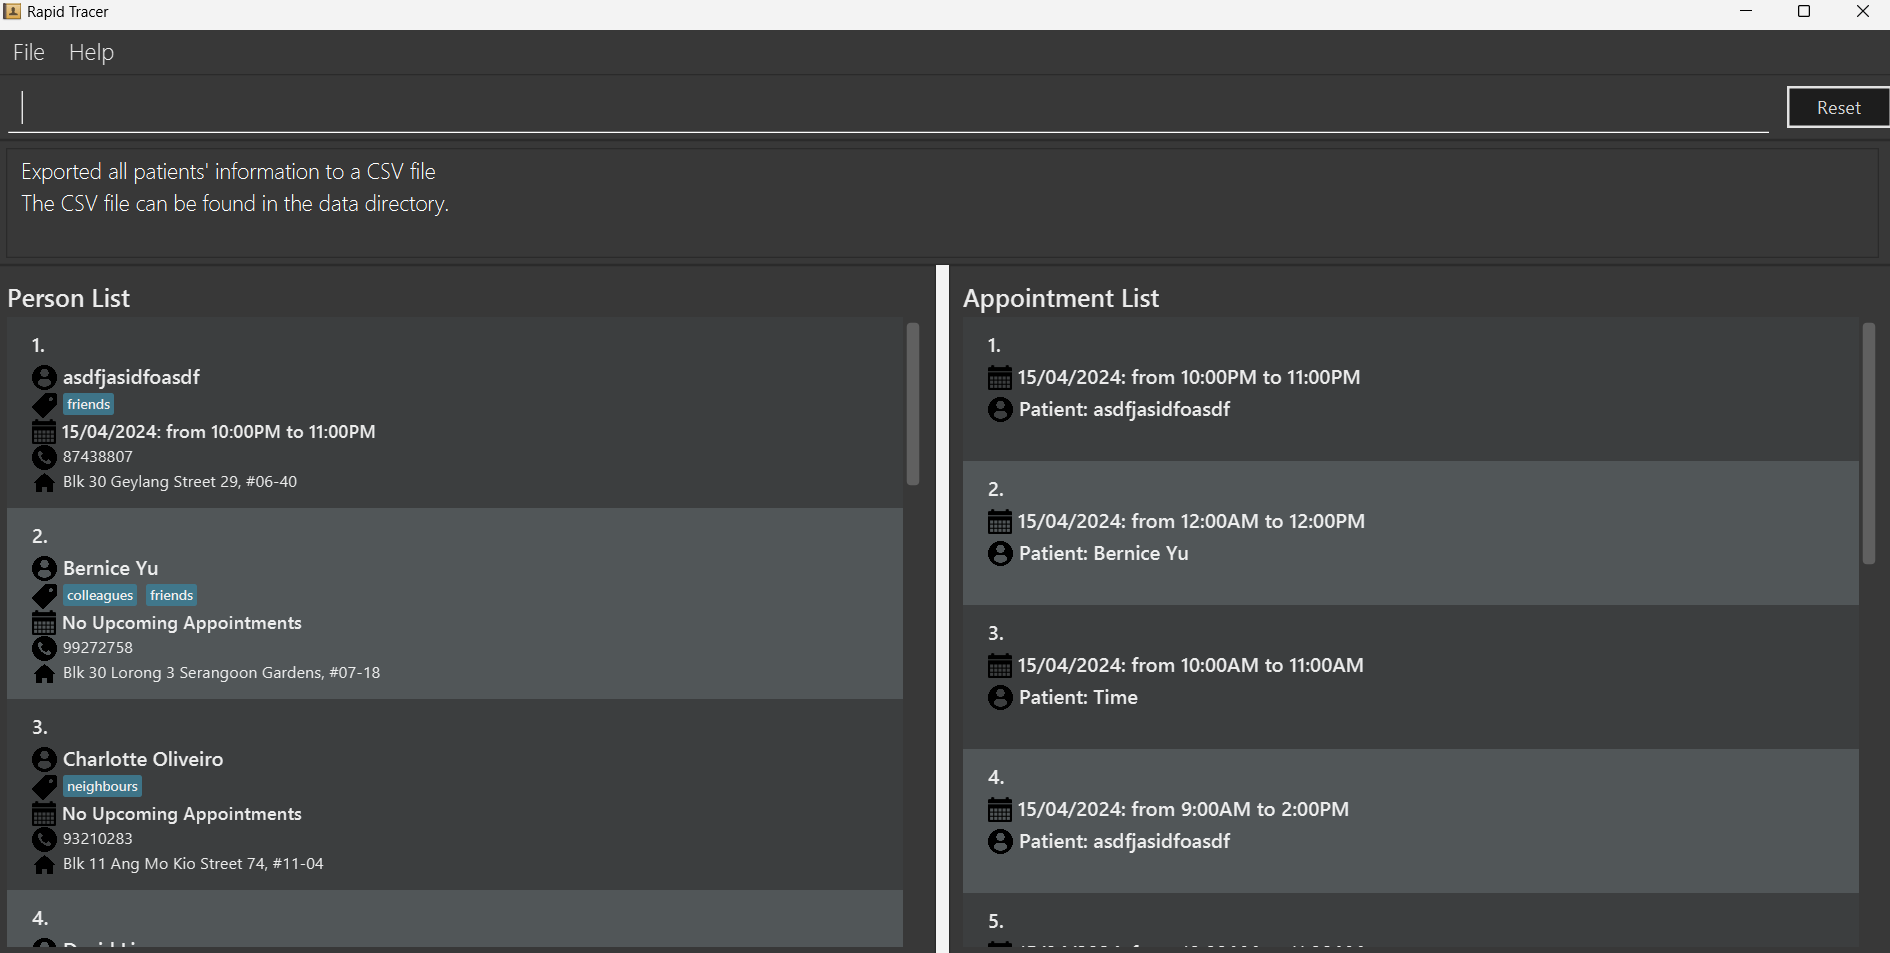 Rapid Tracer
File Help
Reset
Exported all patients' information to a CSV file
The CSV file can be found in the data directory.
Person List
1.
asdfjasidfoasdf
friends
15/04/2024: from 10:00PM to 11:00PM
87438807
Blk 30 Geylang Street 29, #06-40
2.
Bernice Yu
colleagues friends
No Upcoming Appointments
99272758
Blk 30 Lorong 3 Serangoon Gardens, #07-18
3.
Charlotte Oliveiro
neighbours
No Upcoming Appointments
93210283
Blk 11 Ang Mo Kio Street 74, #11-04
4.
Appointment List
1.
15/04/2024: from 10:00PM to 11:00PM
Patient: asdfjasidfoasdf
2.
15/04/2024: from 12:00AM to 12:00PM
Patient: Bernice Yu
3.
15/04/2024: from 10:00AM to 11:00AM
Patient: Time
4.
15/04/2024: from 9:00AM to 2:00PM
Patient: asdfjasidfoasdf
5.